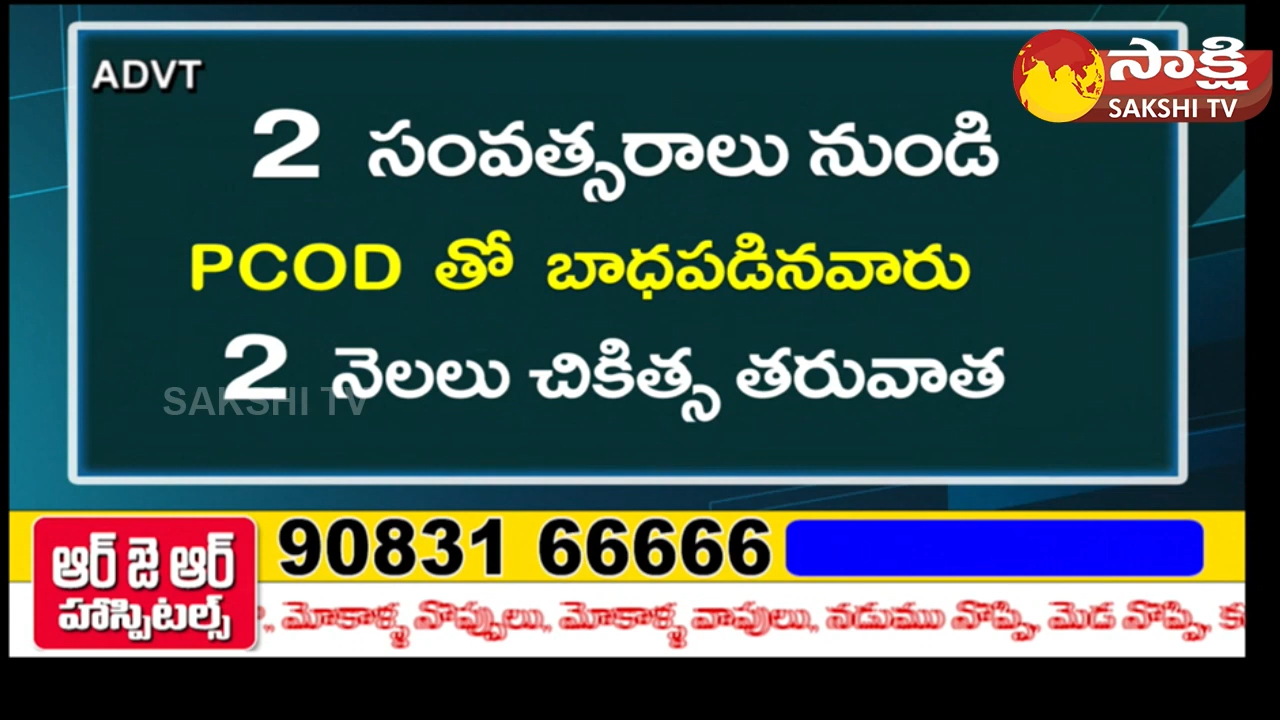 ADVT
సాక్షి
SAKSHI TV
2 సంవత్సరాలు నుండి
PCOD తో బాధపడినవారు
2 నెలలు చికిత్స తరువాత
SAKSHI TV
90831 66666
ఆర్ జె ఆర్
హాస్పిటల్స్
మోకాళ్ళ నొప్పులు, మోకాళ్ళ వాపులు, నడుము నొప్పి, మెడ నొప్పి,